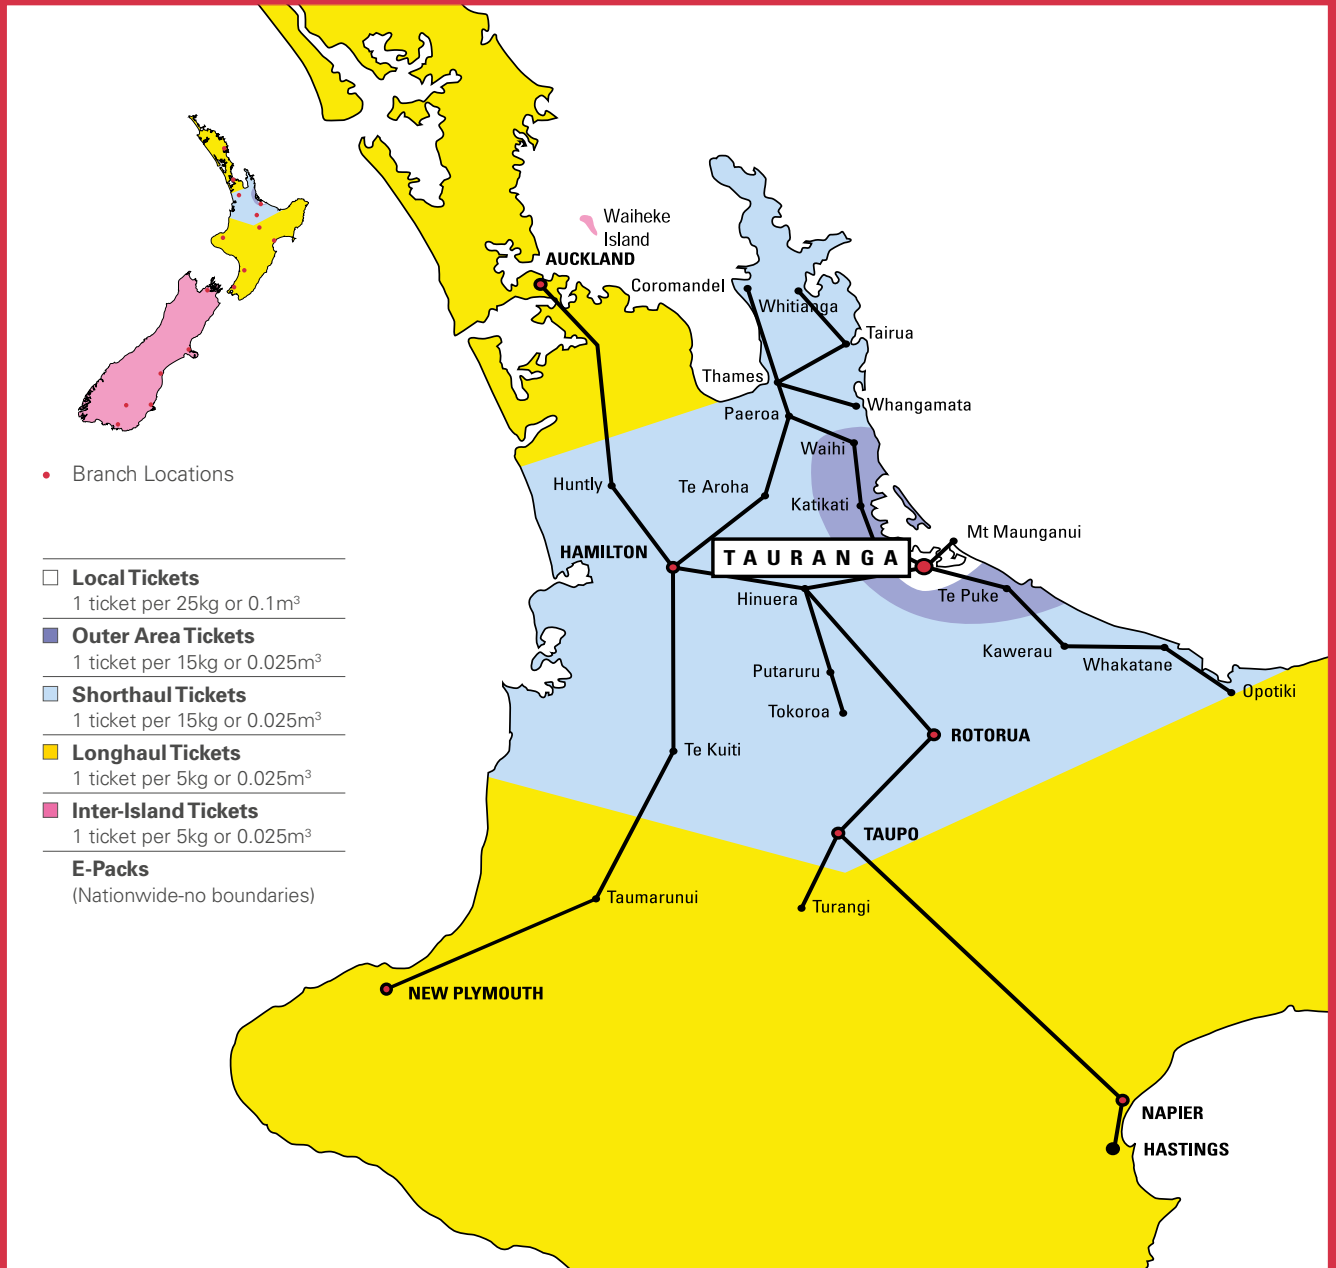 Waiheke
Island
AUCKLAND
Coromandel
Whitianga
Tairua
Thames
Whangamata
Paeroa
Waihi
Huntly
Te Aroha
Katikati
Mt Maunganui
HAMILTON
TAURANGA
Hinuera
Te Puke
Kawerau
Whakatane
Putaruru
Opotiki
Tokoroa
ROTORUA
Te Kuiti
TAUPO
Taumarunui
Turangi
NEW PLYMOUTH
NAPIER
HASTINGS
Branch Locations
Local Tickets
1 ticket per 25kg or 0.1m³
Outer Area Tickets
1 ticket per 15kg or 0.025m³
Shorthaul Tickets
1 ticket per 15kg or 0.025m³
Longhaul Tickets
1 ticket per 5kg or 0.025m³
Inter-Island Tickets
1 ticket per 5kg or 0.025m³
E-Packs
(Nationwide-no boundaries)